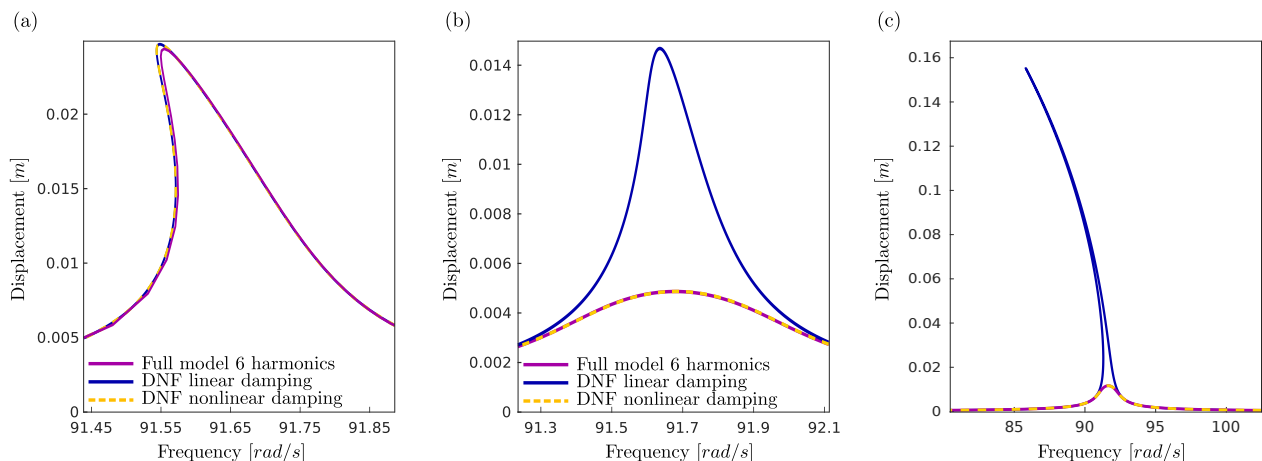 (a)
Displacement [m]
0.02
0.015
0.01
0.005
0
91.45 91.55 91.65 91.75 91.85
Frequency [rad/s]
Full model 6 harmonics
DNF linear damping
DNF nonlinear damping
(b)
Displacement [m]
0.014
0.012
0.01
0.008
0.006
0.004
0.002
0
91.3 91.5 91.7 91.9 92.1
Frequency [rad/s]
Full model 6 harmonics
DNF linear damping
DNF nonlinear damping
(c)
Displacement [m]
0.16
0.14
0.12
0.1
0.08
0.06
0.04
0.02
0
85 90 95 100
Frequency [rad/s]